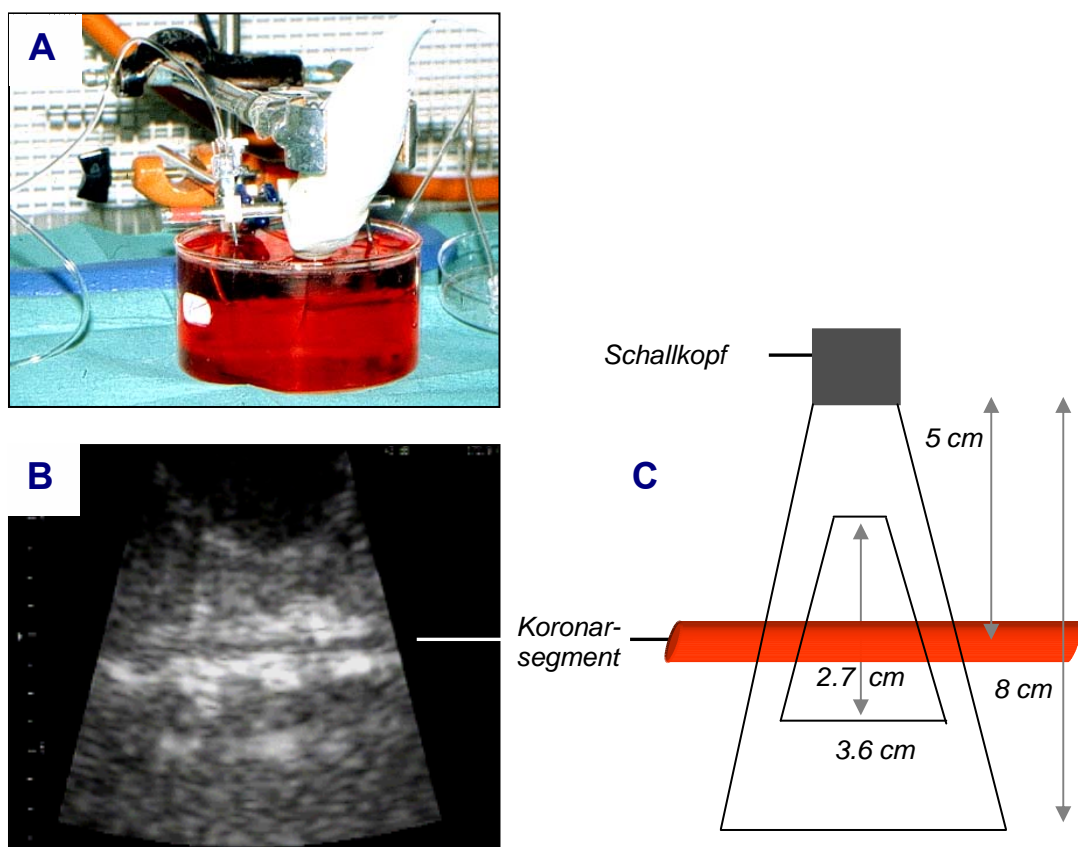 A
B
C
Schallkopf
5 cm
Koronar-
segment
2.7 cm
8 cm
3.6 cm